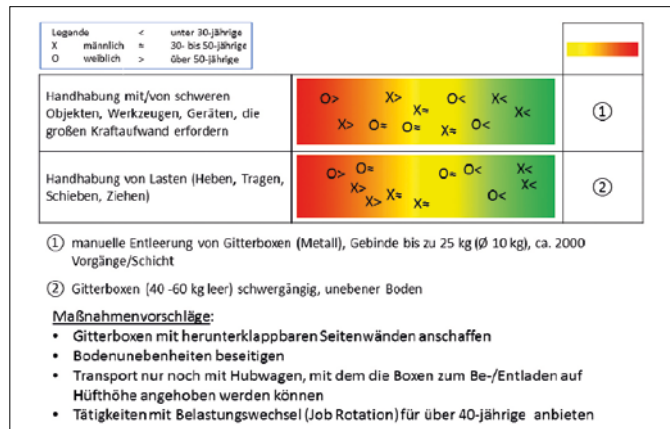 Legende < unter 30-jährige
X männlich ≈ 30- bis 50-jährige
O weiblich > über 50-jährige
Handhabung mit/von schweren
Objekten, Werkzeugen, Geräten, die
großen Kraftaufwand erfordern
O> X> X≈ O< X< X<
X> O≈ O≈ X≈ O<
①
Handhabung von Lasten (Heben, Tragen,
Schieben, Ziehen)
O> O≈ O≈ O< X<
X> X> X≈ X≈ O< X<
②
① manuelle Entleerung von Gitterboxen (Metall), Gebinde bis zu 25 kg (Ø 10 kg), ca. 2000
Vorgänge/Schicht
② Gitterboxen (40 -60 kg leer) schwergängig, unebener Boden
Maßnahmenvorschläge:
• Gitterboxen mit herunterklappbaren Seitenwänden anschaffen
• Bodenunebenheiten beseitigen
• Transport nur noch mit Hubwagen, mit dem die Boxen zum Be-/Entladen auf
Hüfthöhe angehoben werden können
• Tätigkeiten mit Belastungswechsel (Job Rotation) für über 40-jährige anbieten